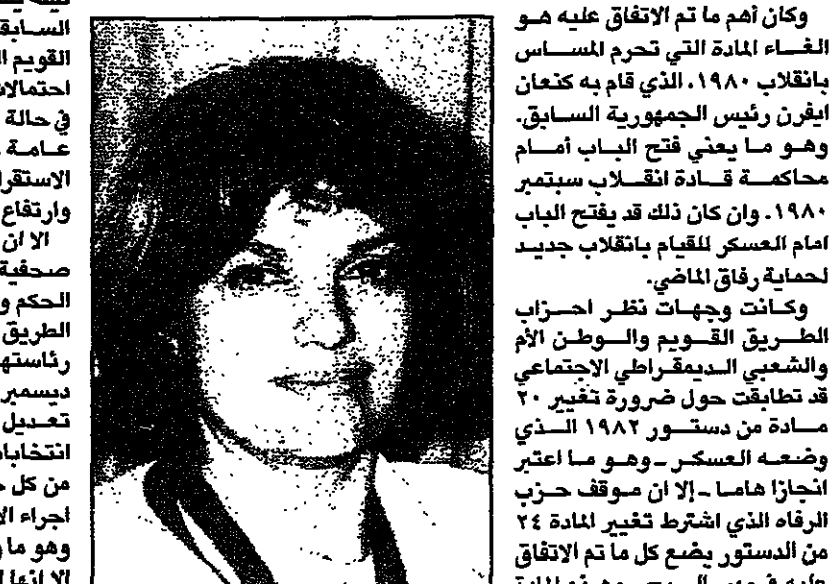 وكان أهم ما تم الاتفاق عليه هو
الغاء المادة التي تحرم المساس
بانقلاب ١٩٨٠، الذي قام به كنعان
ايفرن رئيس الجمهورية السابق.
وهو ما يعني فتح الباب أمام
محاكمة قادة انقلاب سبتمبر
١٩٨٠. وان كان ذلك قد يفتح الباب
امام العسكر للقيام بانقلاب جديد
لحماية رفاق الماضي.
وكانت وجهات نظر احزاب
الطريق القويم والوطن الأم
والشعبي الديمقراطي الاجتماعي
قد تطابقت حول ضرورة تغيير ٢٠
مادة من دستور ١٩٨٢ الذي
وضعه العسكر ـ وهو ما اعتبر
انجازا هاما ـ إلا ان موقف حزب
الرفاه الذي اشترط تغيير المادة ٢٤
من الدستور يضع كل ما تم الاتفاق
السابق
القويم ال
احتمالات
في حالة
عامة
الاستقرا
وارتفاع
الا ان
صحفية
الحكم و
الطريق
رئاستها
ديسمبر
تعديل
انتخابا
من كل
اجراء الا
وهو ما